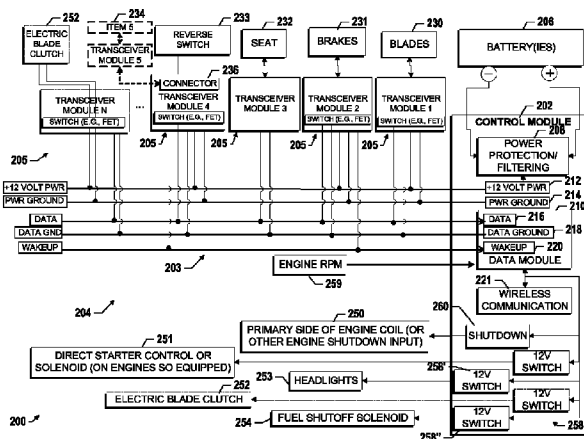 252
234
ITEM 5
233
232
231
230
206
ELECTRIC
BLADE
CLUTCH
TRANSCEIVER
MODULE 5
REVERSE
SWITCH
SEAT
BRAKES
BLADES
BATTERY(IES)
236
CONNECTOR
TRANSCEIVER
MODULE N
SWITCH (E.G., FET)
...
TRANSCEIVER
MODULE 4
SWITCH (E.G., FET)
TRANSCEIVER
MODULE 3
TRANSCEIVER
MODULE 2
SWITCH (E.G., FET)
TRANSCEIVER
MODULE 1
SWITCH (E.G., FET)
202
CONTROL MODULE
208
POWER
PROTECTION/
FILTERING
205
205
205
205
205
+12 VOLT PWR
+12 VOLT PWR
212
PWR GROUND
PWR GROUND
214
210
DATA
DATA
216
DATA GND
DATA GROUND
218
WAKEUP
WAKEUP
220
DATA MODULE
203
ENGINE RPM
259
221
WIRELESS
COMMUNICATION
204
250
260
PRIMARY SIDE OF ENGINE COIL (OR
OTHER ENGINE SHUTDOWN INPUT)
SHUTDOWN
251
DIRECT STARTER CONTROL OR
SOLENOID (ON ENGINES SO EQUIPPED)
12V
SWITCH
258'
12V
SWITCH
253
HEADLIGHTS
252
ELECTRIC BLADE CLUTCH
12V
SWITCH
12V
SWITCH
200
254
FUEL SHUTOFF SOLENOID
258
258"